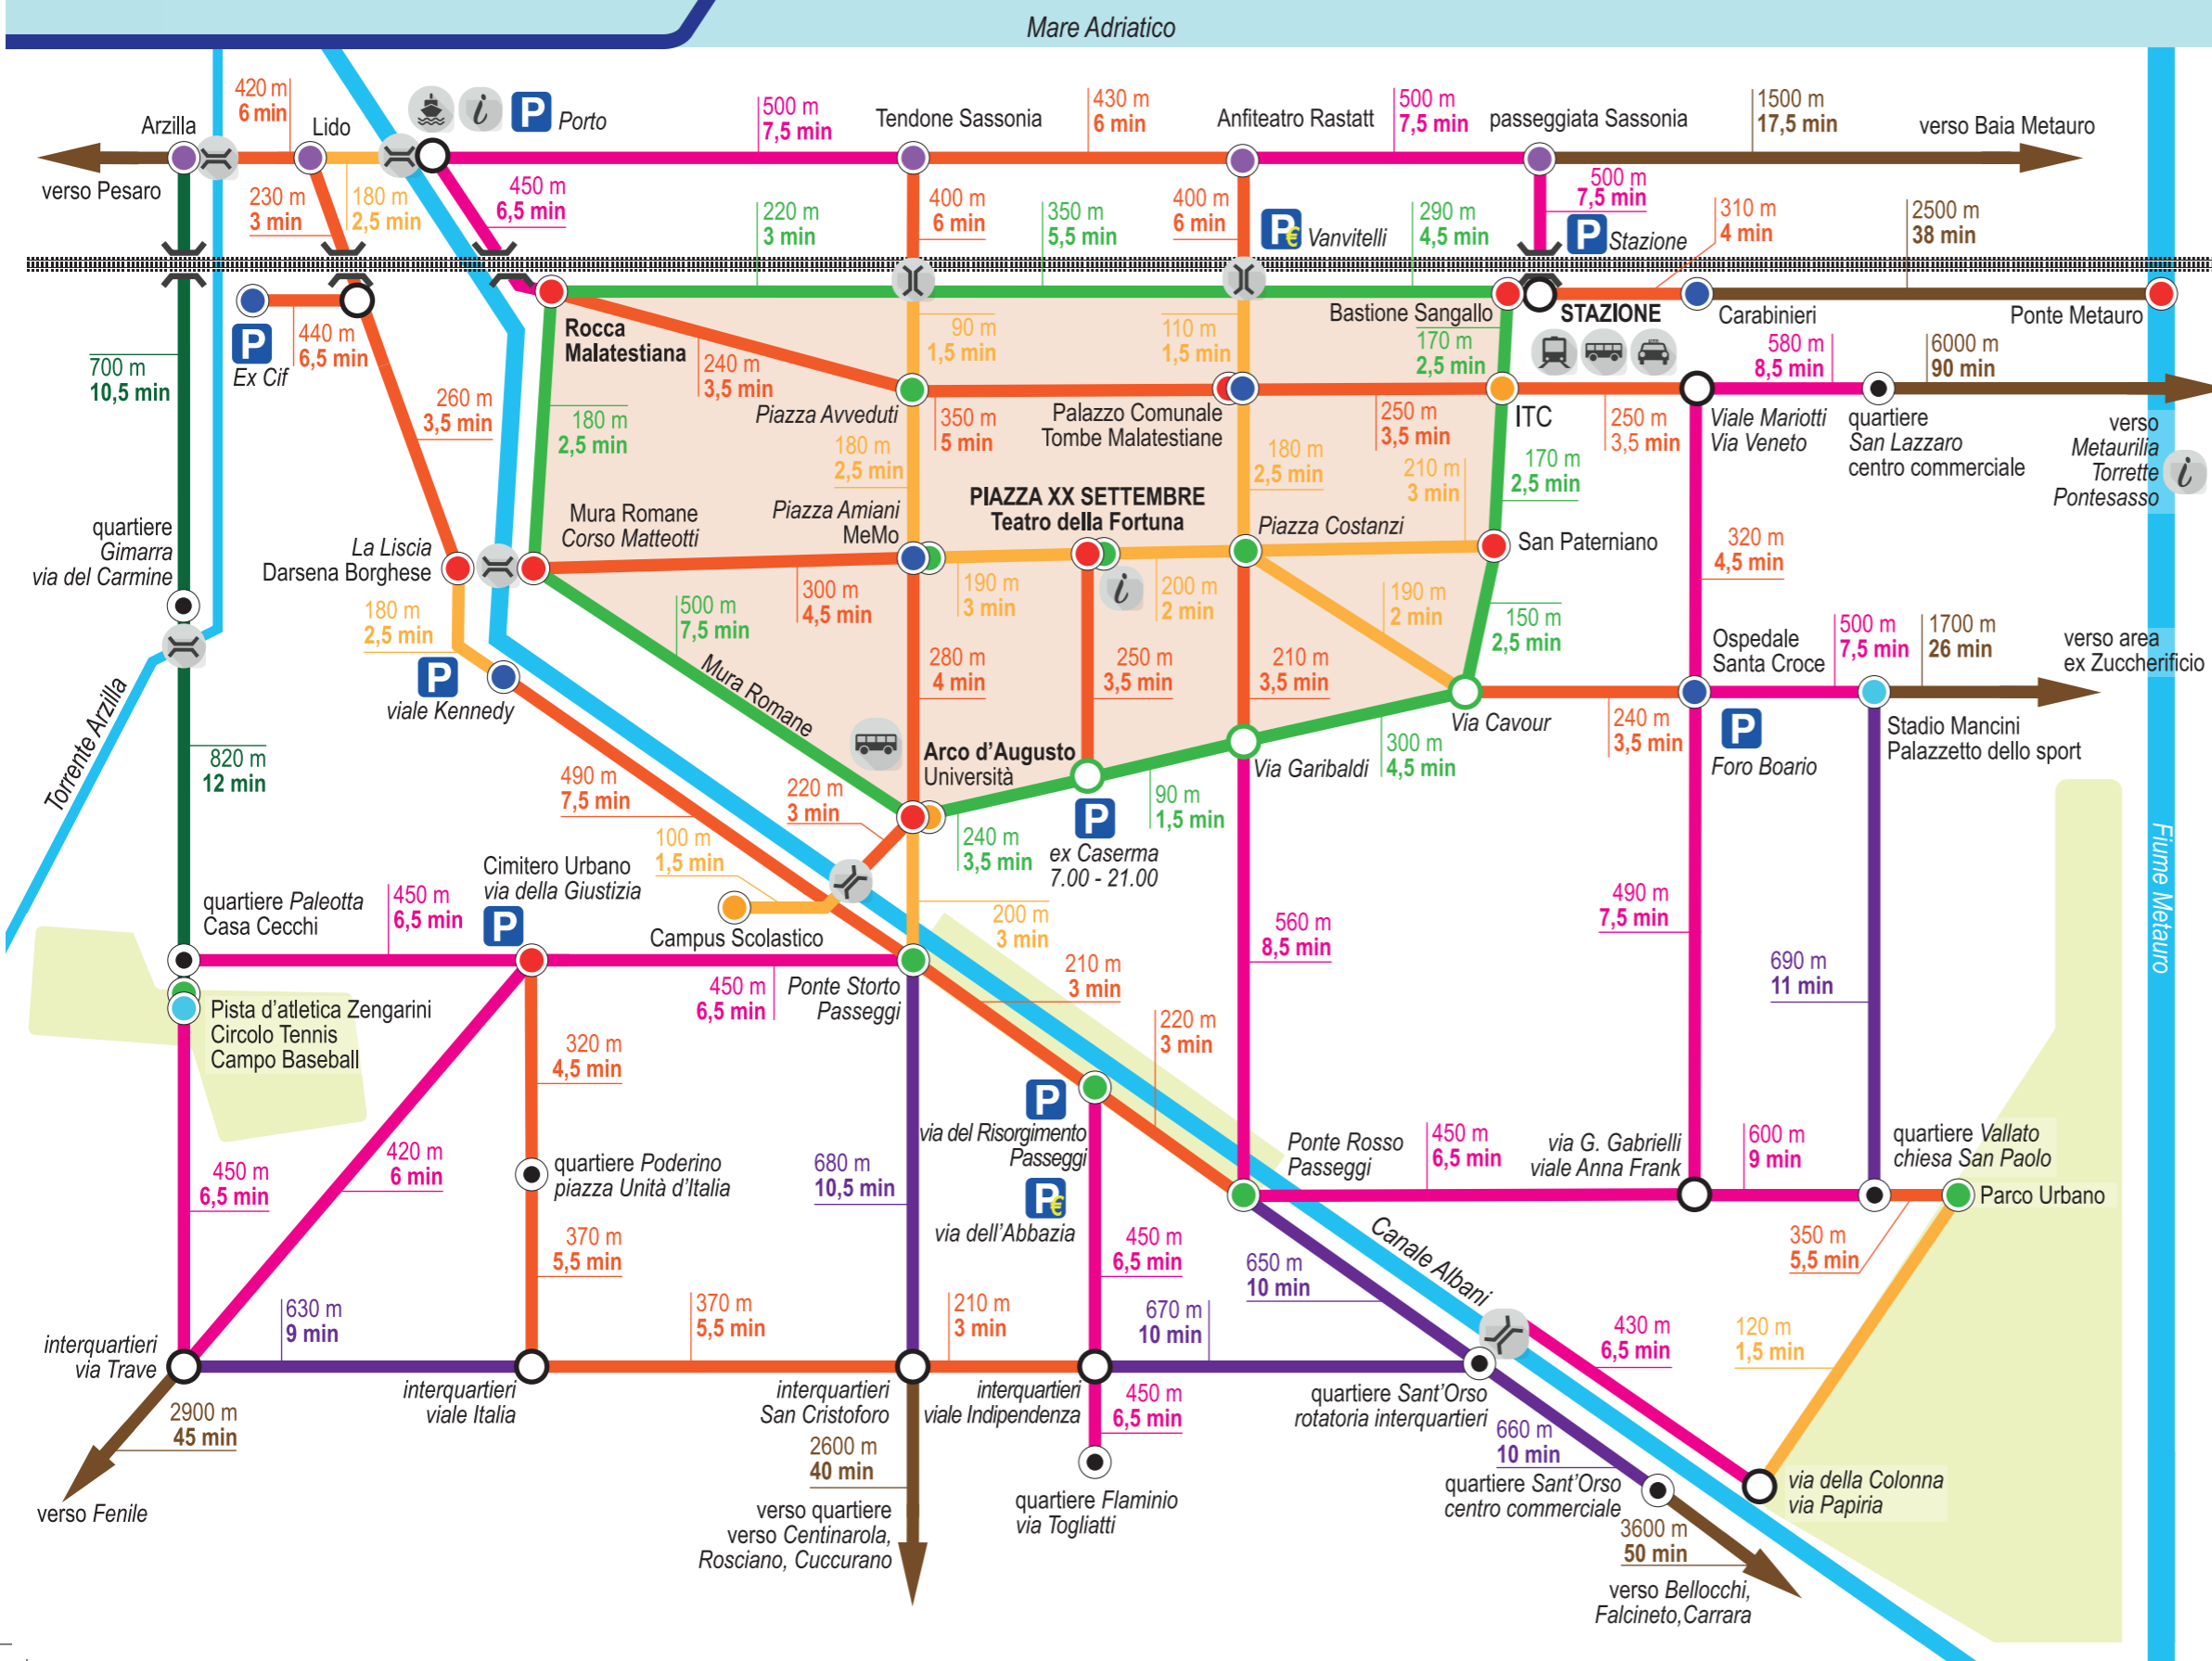 Mare Adriatico
420 m
6 min
Arzilla
Lido
P
Porto
500 m
7,5 min
Tendone Sassonia
430 m
6 min
Anfiteatro Rastatt
500 m
7,5 min
passeggiata Sassonia
1500 m
17,5 min
verso Baia Metauro
verso Pesaro
230 m
3 min
180 m
2,5 min
450 m
6,5 min
220 m
3 min
400 m
6 min
350 m
5,5 min
400 m
6 min
P€
Vanvitelli
290 m
4,5 min
500 m
7,5 min
P
Stazione
310 m
4 min
2500 m
38 min
P
Ex Cif
440 m
6,5 min
Rocca
Malatestiana
90 m
1,5 min
110 m
1,5 min
Bastione Sangallo
170 m
2,5 min
STAZIONE
Carabinieri
Ponte Metauro
700 m
10,5 min
260 m
3,5 min
240 m
3,5 min
580 m
8,5 min
6000 m
90 min
180 m
2,5 min
Piazza Avveduti
350 m
5 min
Palazzo Comunale
Tombe Malatestiane
250 m
3,5 min
ITC
250 m
3,5 min
Viale Mariotti
Via Veneto
quartiere
San Lazzaro
centro commerciale
verso
Metaurilia
Torrette
Pontesasso
i
180 m
2,5 min
180 m
2,5 min
210 m
3 min
170 m
2,5 min
quartiere
Gimarra
via del Carmine
La Liscia
Darsena Borghese
Mura Romane
Corso Matteotti
Piazza Amiani
MeMo
PIAZZA XX SETTEMBRE
Teatro della Fortuna
Piazza Costanzi
San Paterniano
320 m
4,5 min
180 m
2,5 min
500 m
7,5 min
300 m
4,5 min
190 m
3 min
i
200 m
2 min
190 m
2 min
150 m
2,5 min
P
viale Kennedy
Mura Romane
280 m
4 min
250 m
3,5 min
210 m
3,5 min
Ospedale
Santa Croce
500 m
7,5 min
1700 m
26 min
verso area
ex Zuccherificio
Via Cavour
240 m
3,5 min
P
Foro Boario
Stadio Mancini
Palazzetto dello sport
Torrente Arzilla
820 m
12 min
490 m
7,5 min
220 m
3 min
Arco d'Augusto
Università
Via Garibaldi
300 m
4,5 min
90 m
1,5 min
100 m
1,5 min
240 m
3,5 min
P
ex Caserma
7.00 - 21.00
Fiume Metauro
quartiere Paleotta
Casa Cecchi
450 m
6,5 min
Cimitero Urbano
via della Giustizia
P
Campus Scolastico
200 m
3 min
560 m
8,5 min
490 m
7,5 min
690 m
11 min
450 m
6,5 min
Ponte Storto
Passeggi
210 m
3 min
Pista d'atletica Zengarini
Circolo Tennis
Campo Baseball
320 m
4,5 min
220 m
3 min
P
via del Risorgimento
Passeggi
P€
via dell'Abbazia
Ponte Rosso
Passeggi
450 m
6,5 min
via G. Gabrielli
viale Anna Frank
600 m
9 min
quartiere Vallato
chiesa San Paolo
Parco Urbano
450 m
6,5 min
420 m
6 min
quartiere Poderino
piazza Unità d'Italia
680 m
10,5 min
370 m
5,5 min
450 m
6,5 min
650 m
10 min
Canale Albani
350 m
5,5 min
630 m
9 min
370 m
5,5 min
210 m
3 min
670 m
10 min
430 m
6,5 min
120 m
1,5 min
interquartieri
via Trave
interquartieri
viale Italia
interquartieri
San Cristoforo
interquartieri
viale Indipendenza
450 m
6,5 min
quartiere Sant'Orso
rotatoria interquartieri
2900 m
45 min
2600 m
40 min
660 m
10 min
quartiere Sant'Orso
centro commerciale
via della Colonna
via Papiria
verso Fenile
verso quartiere
verso Centinarola,
Rosciano, Cuccurano
quartiere Flaminio
via Togliatti
3600 m
50 min
verso Bellocchi,
Falcineto,Carrara